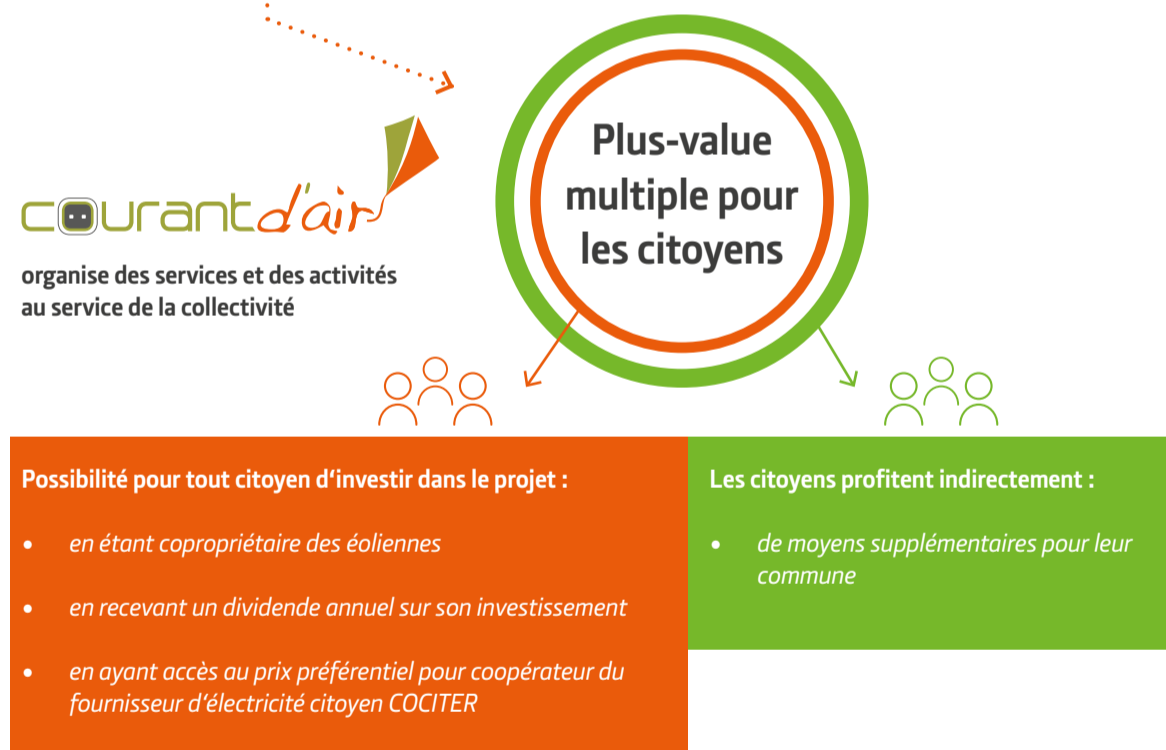 Plus-value
multiple pour
les citoyens
courant d'air
organise des services et des activités
au service de la collectivité
Possibilité pour tout citoyen d‘investir dans le projet :
• en étant copropriétaire des éoliennes
• en recevant un dividende annuel sur son investissement
• en ayant accès au prix préférentiel pour coopérateur du
fournisseur d‘électricité citoyen COCITER
Les citoyens profitent indirectement :
• de moyens supplémentaires pour leur
commune